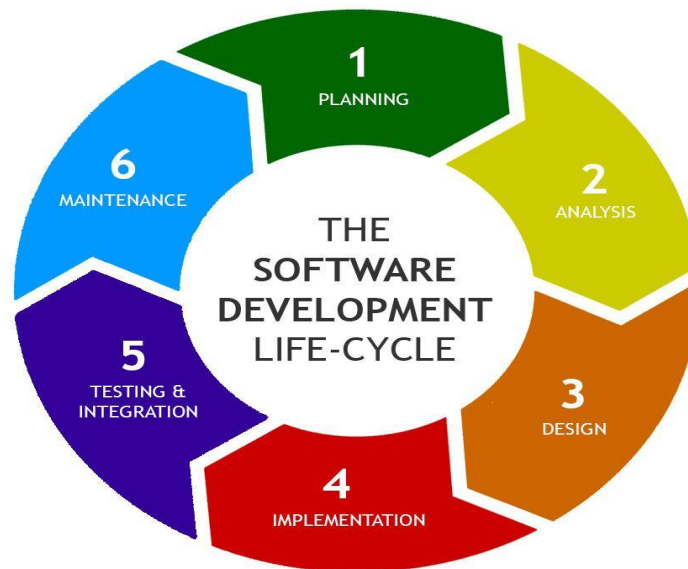 1
PLANNING
2
ANALYSIS
3
DESIGN
4
IMPLEMENTATION
5
TESTING &
INTEGRATION
6
MAINTENANCE
THE
SOFTWARE
DEVELOPMENT
LIFE-CYCLE